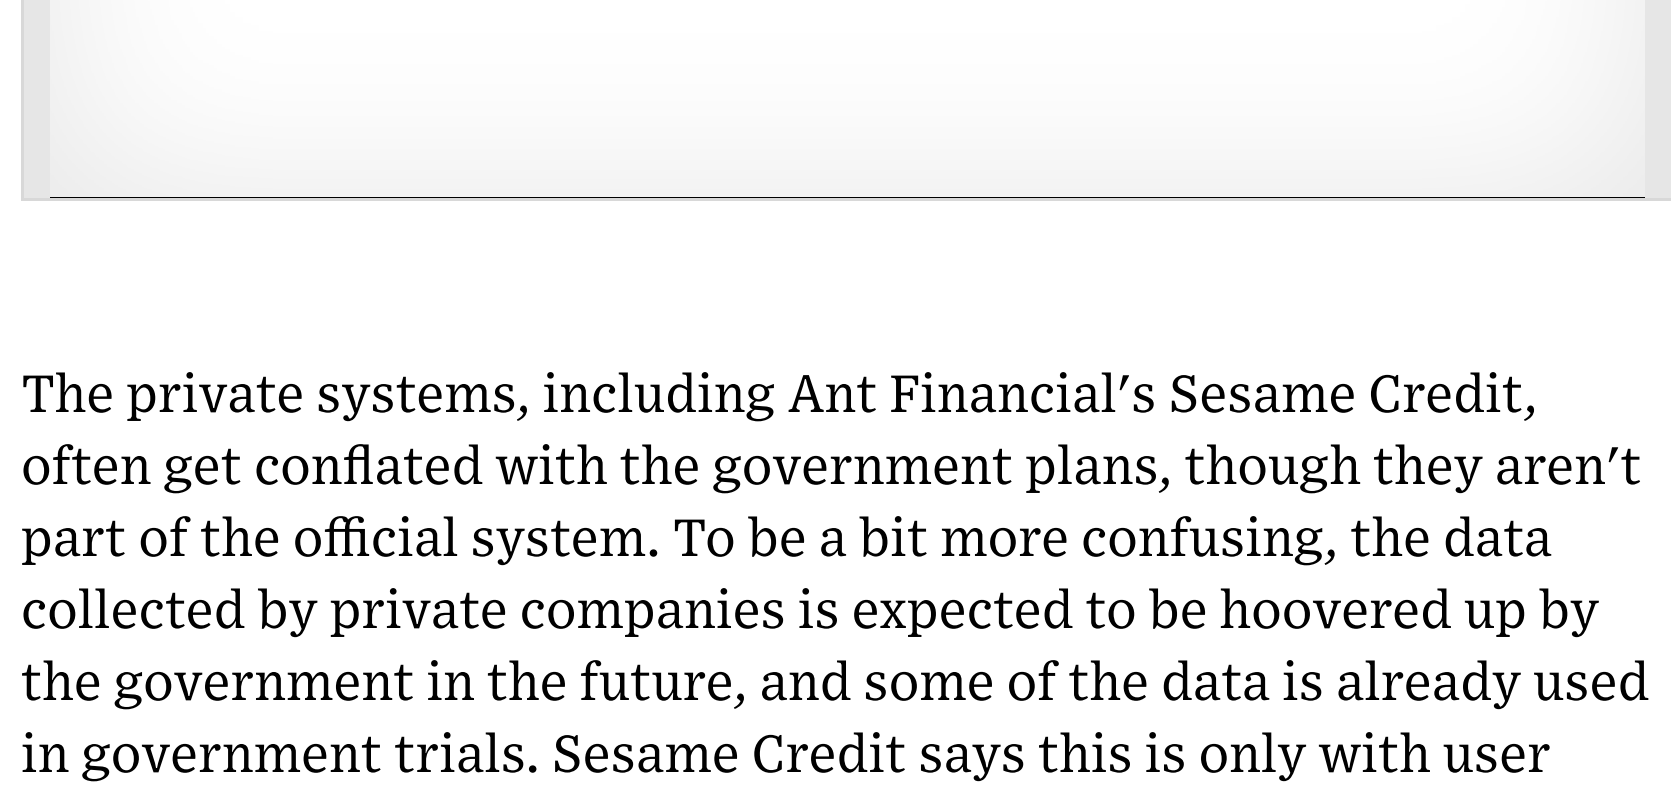 The private systems, including Ant Financial's Sesame Credit,
often get conflated with the government plans, though they aren't
part of the official system. To be a bit more confusing, the data
collected by private companies is expected to be hoovered up by
the government in the future, and some of the data is already used
in government trials. Sesame Credit says this is only with user